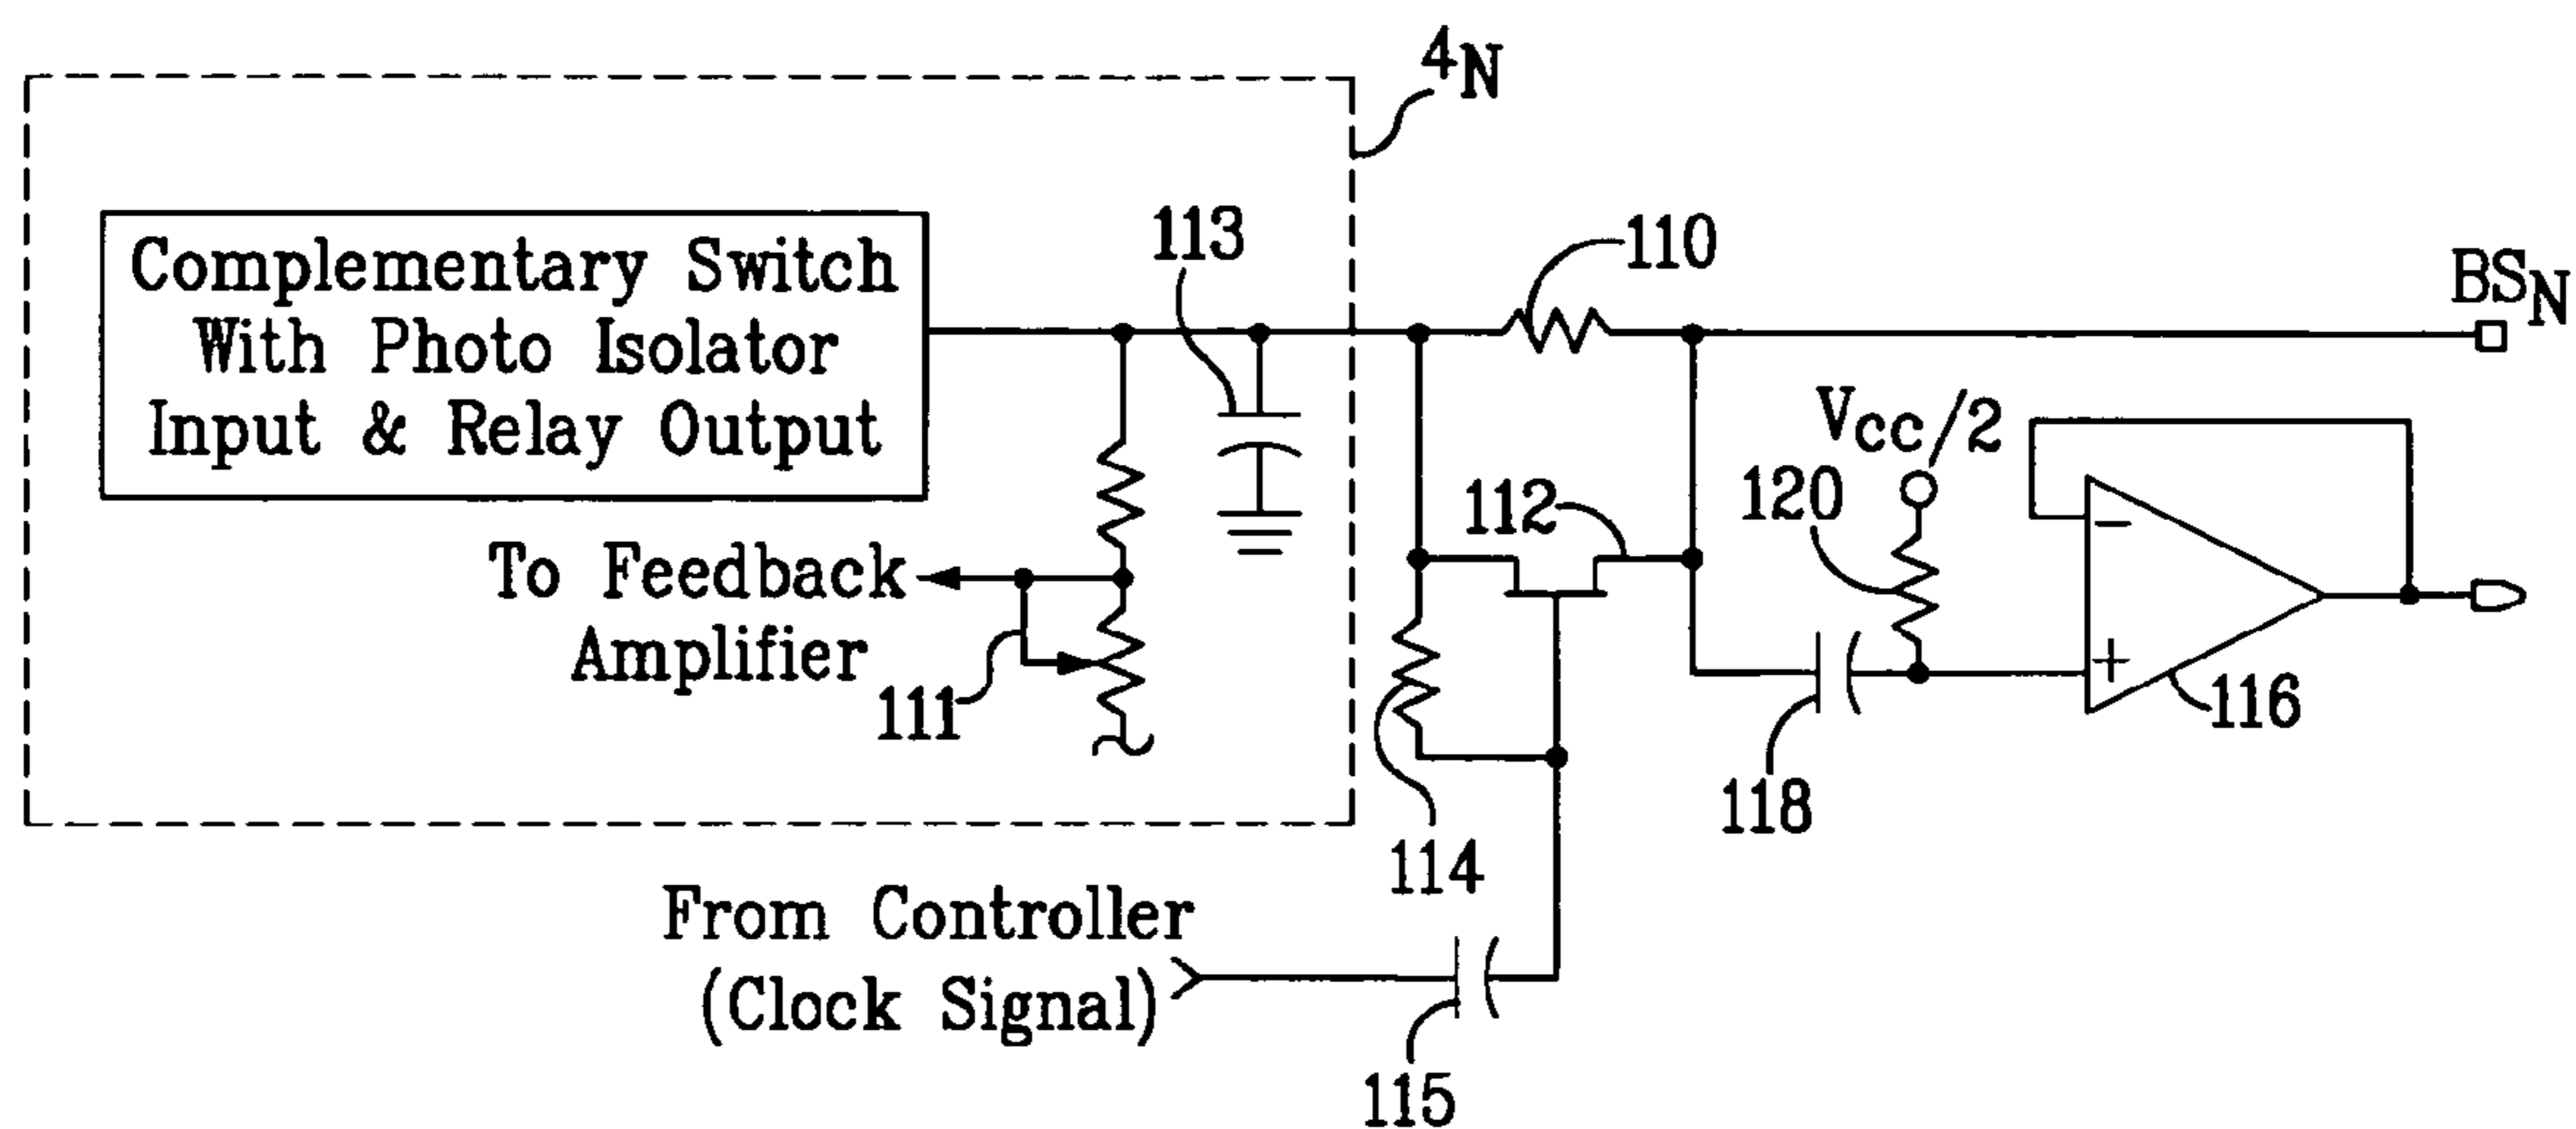 4N
Complementary Switch
With Photo Isolator
Input & Relay Output
113
110
BSN
Vcc/2
112
120
To Feedback
Amplifier
111
−
+
116
118
114
From Controller
(Clock Signal)
115